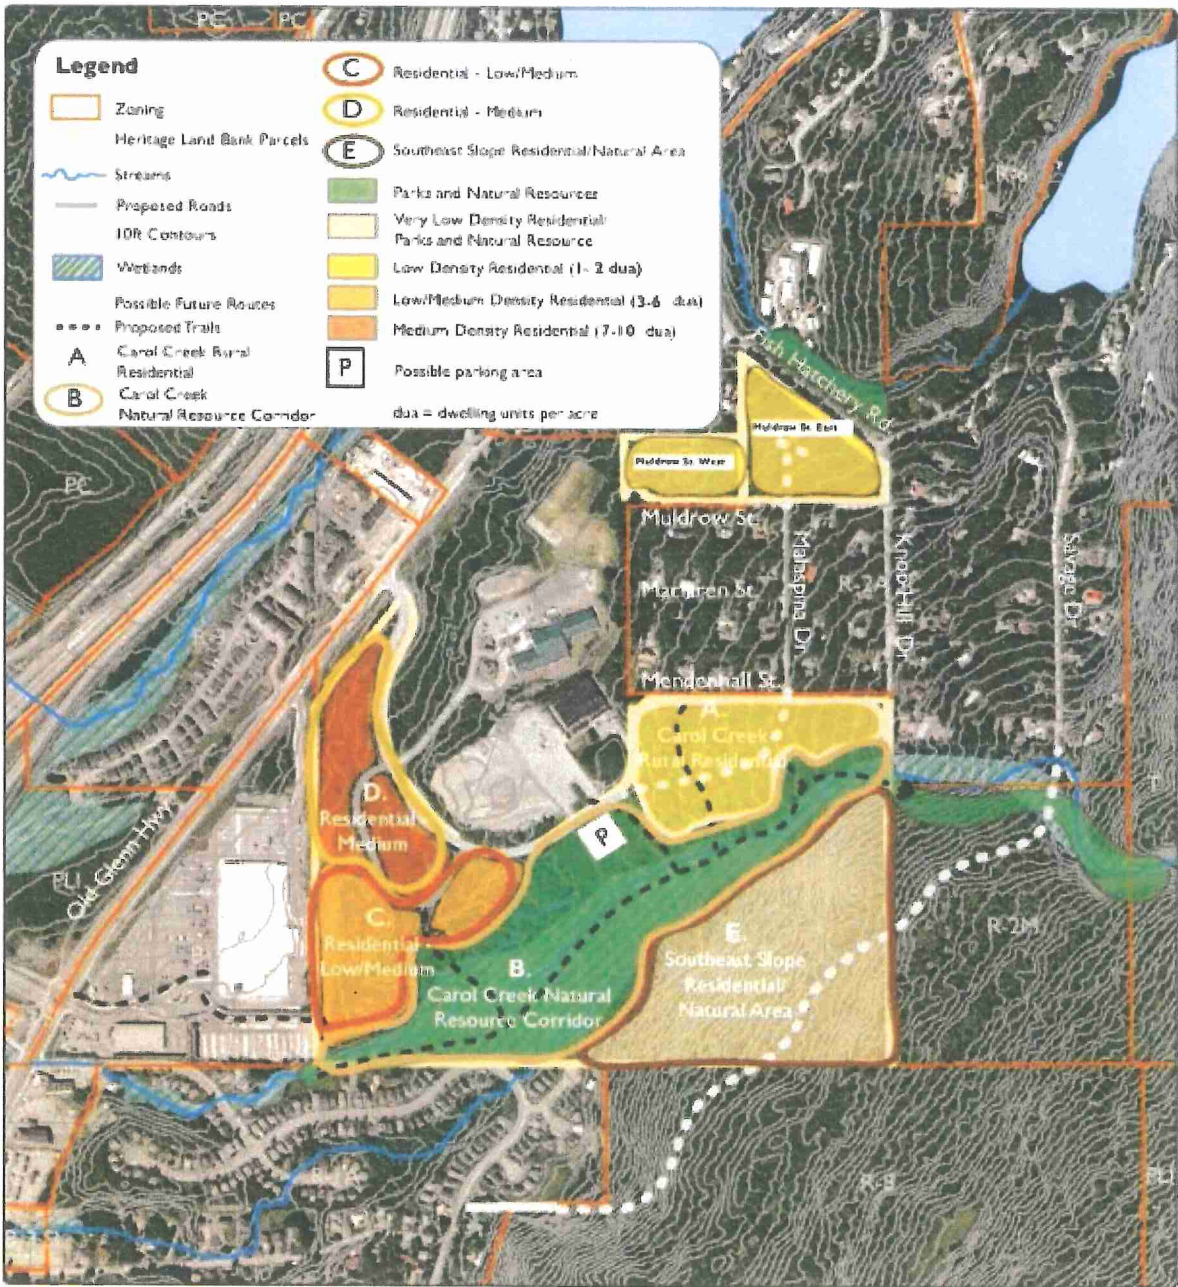 PC
PC
Legend
Zoning
Heritage Land Bank Parcels
Streams
Proposed Roads
10ft Contours
Wetlands
Possible Future Routes
Proposed Trails
A
Carol Creek Rural
Residential
B
Carol Creek
Natural Resource Corridor
C
Residential - Low/Medium
D
Residential - Medium
E
Southeast Slope Residential/Natural Area
Parks and Natural Resources
Very Low Density Residential/
Parks and Natural Resource
Low Density Residential (1- 2 dua)
Low/Medium Density Residential (3-6 dua)
Medium Density Residential (7-10 dua)
P
Possible parking area
dua = dwelling units per acre
Fish Hatchery Rd.
Muldrow St. East
Muldrow St. West
PC
Muldrow St.
Maclaren St.
R-2A
Malaspina Dr
Knob Hill Dr.
Savage Dr
Mendenhall St.
A.
Carol Creek
Rural Residential
D.
Residential -
Medium
P
Old Glenn Hwy
PLI
C.
Residential -
Low/Medium
B.
Carol Creek Natural
Resource Corridor
E.
Southeast Slope
Residential/
Natural Area
R-2M
PLI